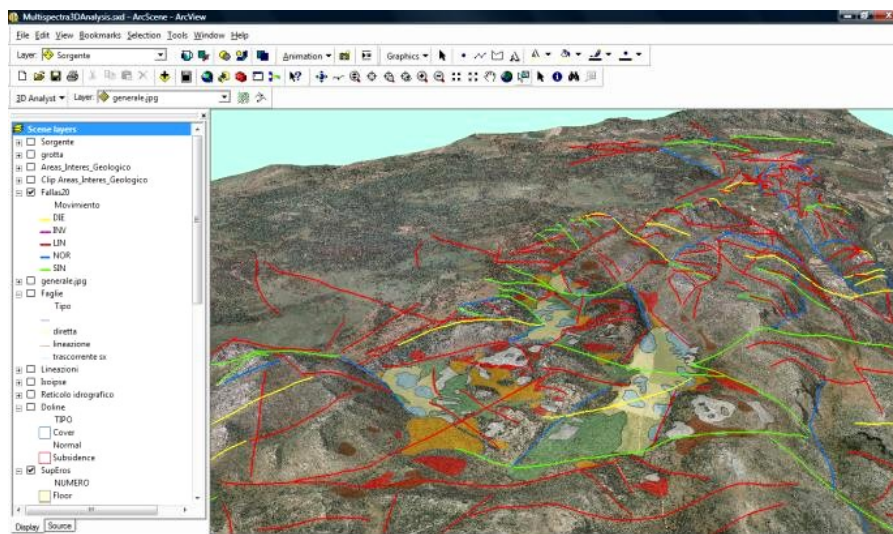 Multispectra3DAnalysis.sxd - ArcScene - ArcView
File Edit View Bookmarks Selection Tools Window Help
Layer: Sorgente Animation Graphics A
3D Analyst Layer: generale.jpg
Scene layers
Sorgente
grotta
Areas_Interes_Geologico
Clip Areas_Interes_Geologico
Fallas20
Movimiento
DIE
INV
LIN
NOR
SIN
generale.jpg
Faglie
Tipo
diretta
lineazione
trascorrente sx
Lineazioni
Isoipse
Reticolo idrografico
Doline
TIPO
Cover
Normal
Subsidence
SupEros
NUMERO
Floor
Display Source